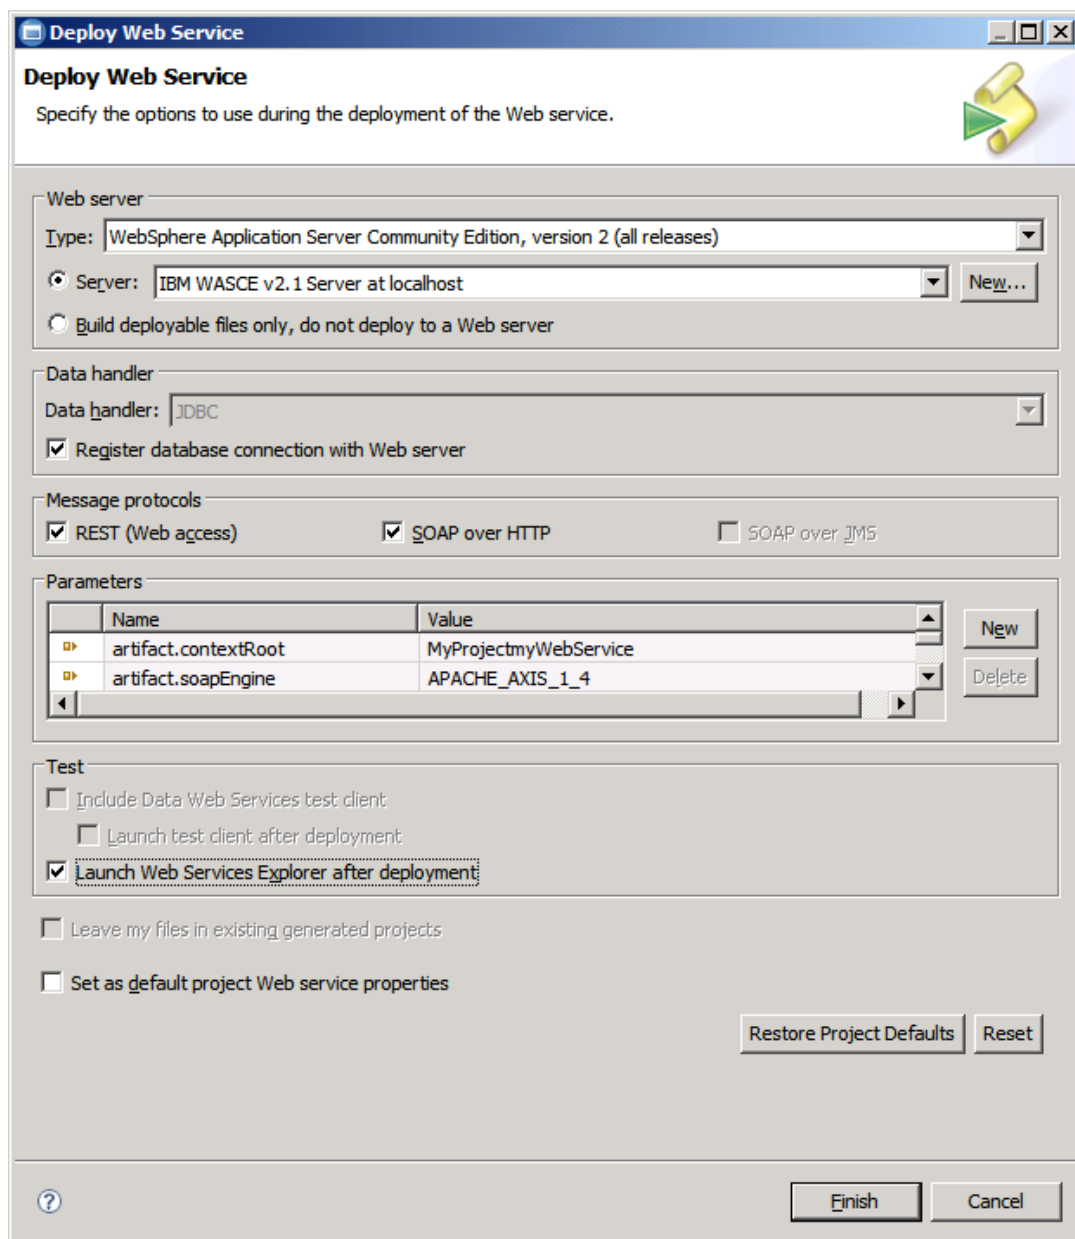 Deploy Web Service
Deploy Web Service
Specify the options to use during the deployment of the Web service.
Web server
Type: WebSphere Application Server Community Edition, version 2 (all releases)
Server: IBM WASCE v2.1 Server at localhost New...
Build deployable files only, do not deploy to a Web server
Data handler
Data handler: JDBC
Register database connection with Web server
Message protocols
REST (Web access) SOAP over HTTP SOAP over JMS
Parameters
Name Value
New
artifact.contextRoot MyProjectmyWebService
artifact.soapEngine APACHE_AXIS_1_4 Delete
Test
Include Data Web Services test client
Launch test client after deployment
Launch Web Services Explorer after deployment
Leave my files in existing generated projects
Set as default project Web service properties
Restore Project Defaults Reset
? Finish Cancel